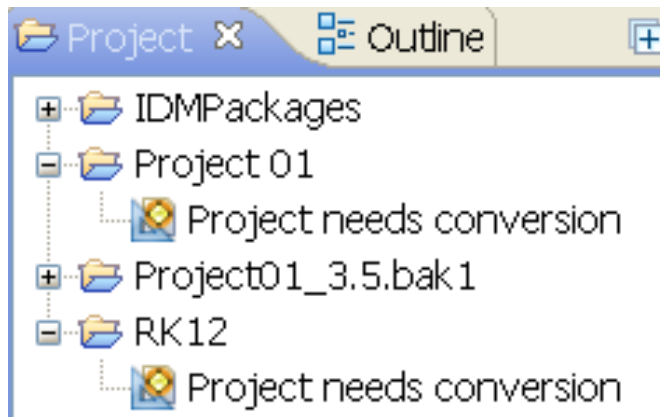 Project Outline
IDMPackages
Project 01
Project needs conversion
Project01_3.5.bak1
RK12
Project needs conversion